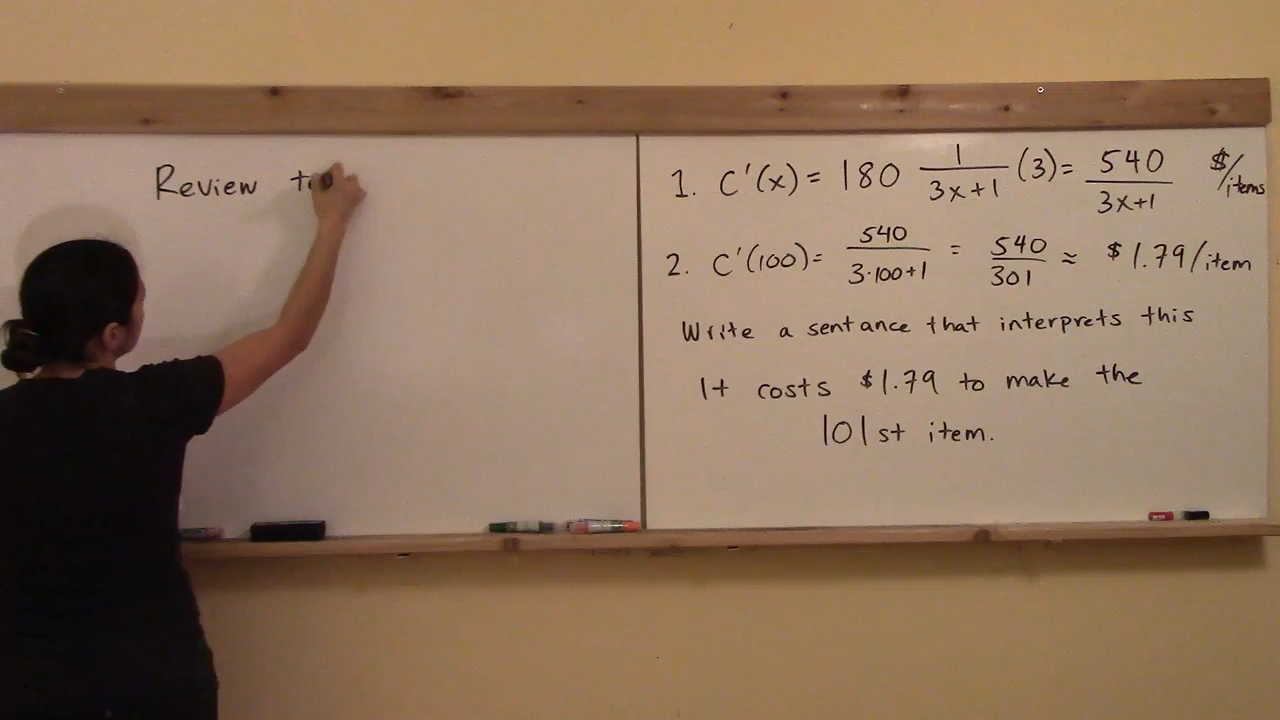 Review
1. C'(x) = 180 1/(3x+1) (3) = 540/(3x+1) $/items
2. C'(100) = 540/(3·100+1) = 540/301 ≈ $1.79/item
Write a sentence that interprets this
It costs $1.79 to make the
101st item.